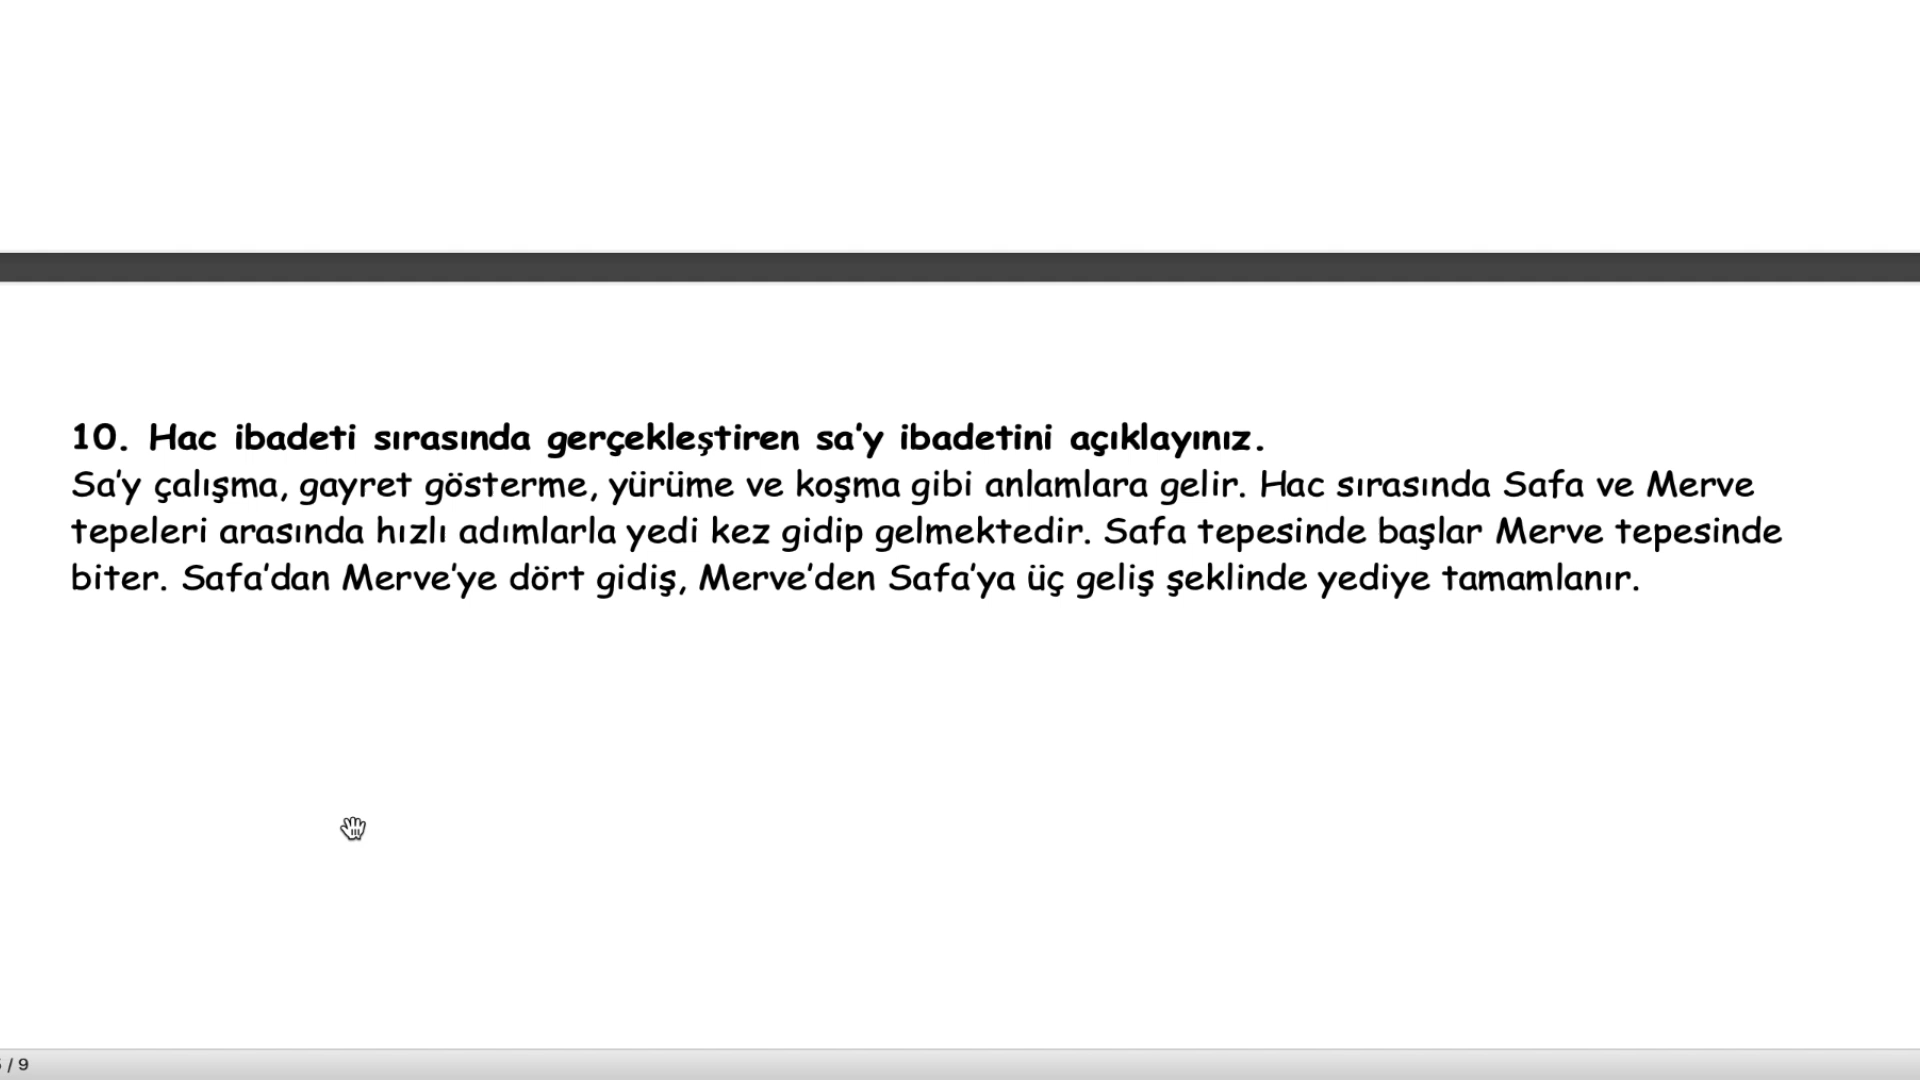 10. Hac ibadeti sırasında gerçekleştiren sa'y ibadetini açıklayınız.
Sa'y çalışma, gayret gösterme, yürüme ve koşma gibi anlamlara gelir. Hac sırasında Safa ve Merve
tepeleri arasında hızlı adımlarla yedi kez gidip gelmektedir. Safa tepesinde başlar Merve tepesinde
biter. Safa'dan Merve'ye dört gidiş, Merve'den Safa'ya üç geliş şeklinde yediye tamamlanır.
/ 9